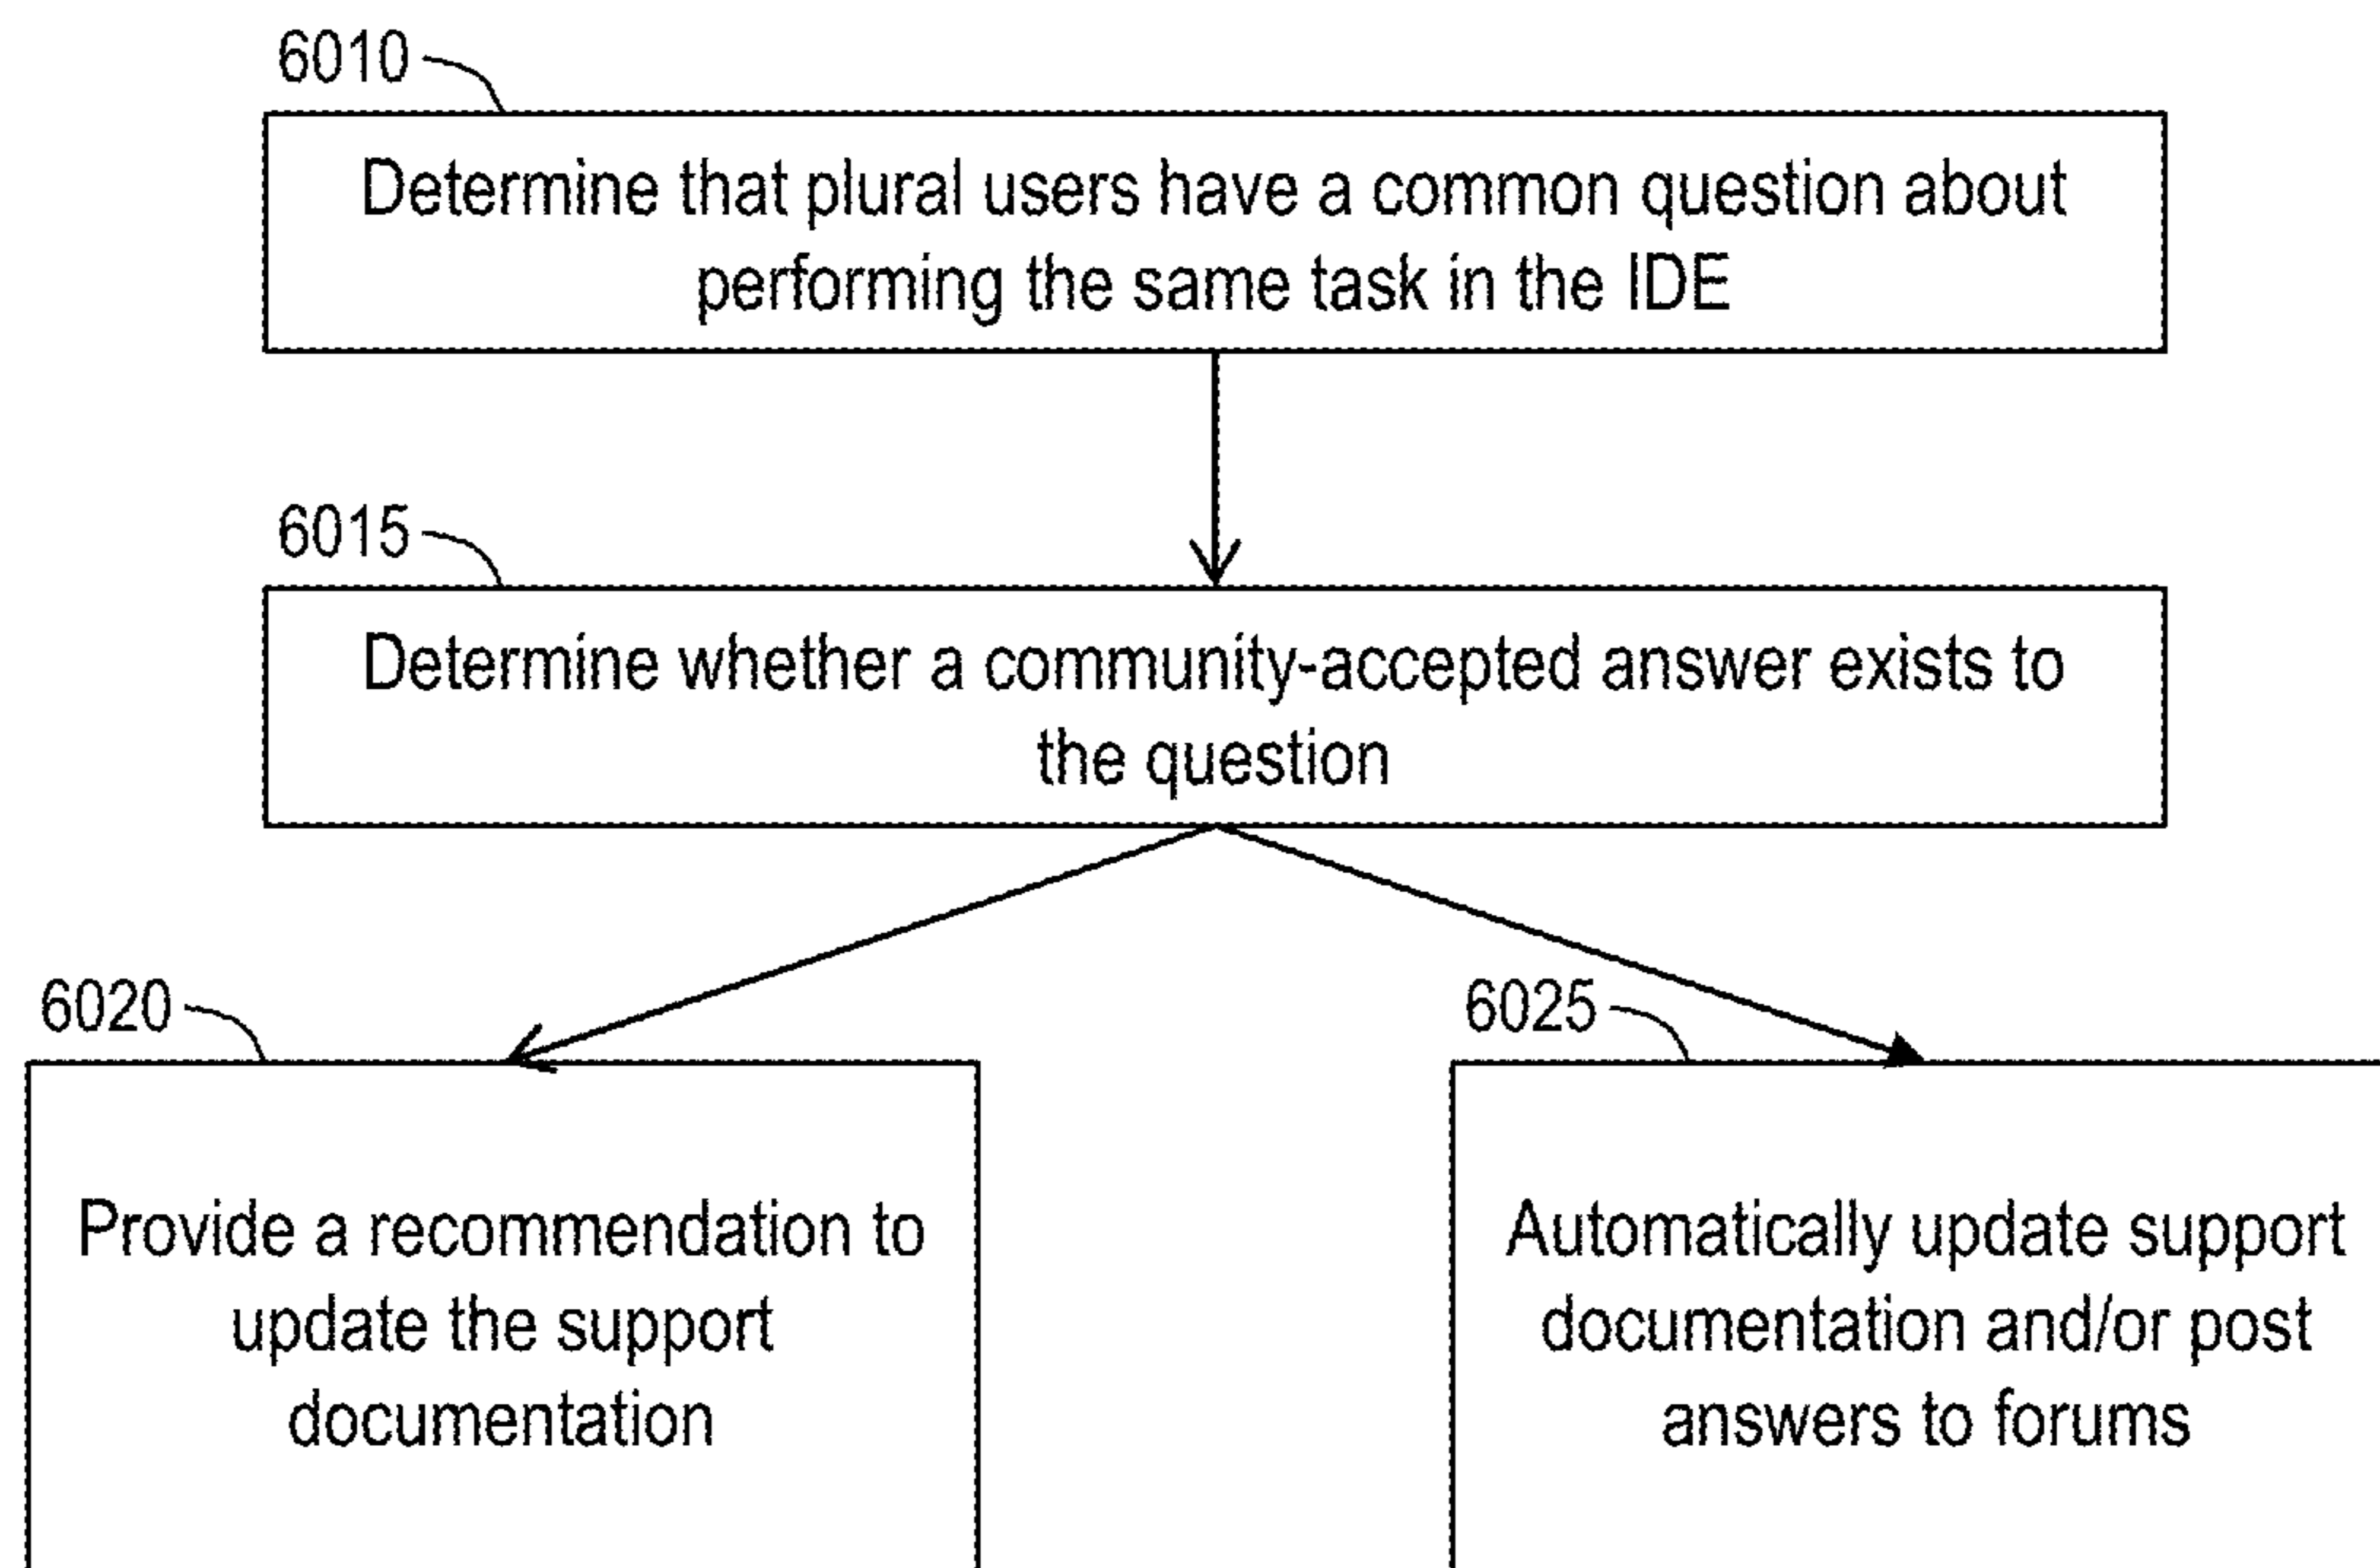 6010
Determine that plural users have a common question about
performing the same task in the IDE
6015
Determine whether a community-accepted answer exists to
the question
6020
Provide a recommendation to
update the support
documentation
6025
Automatically update support
documentation and/or post
answers to forums